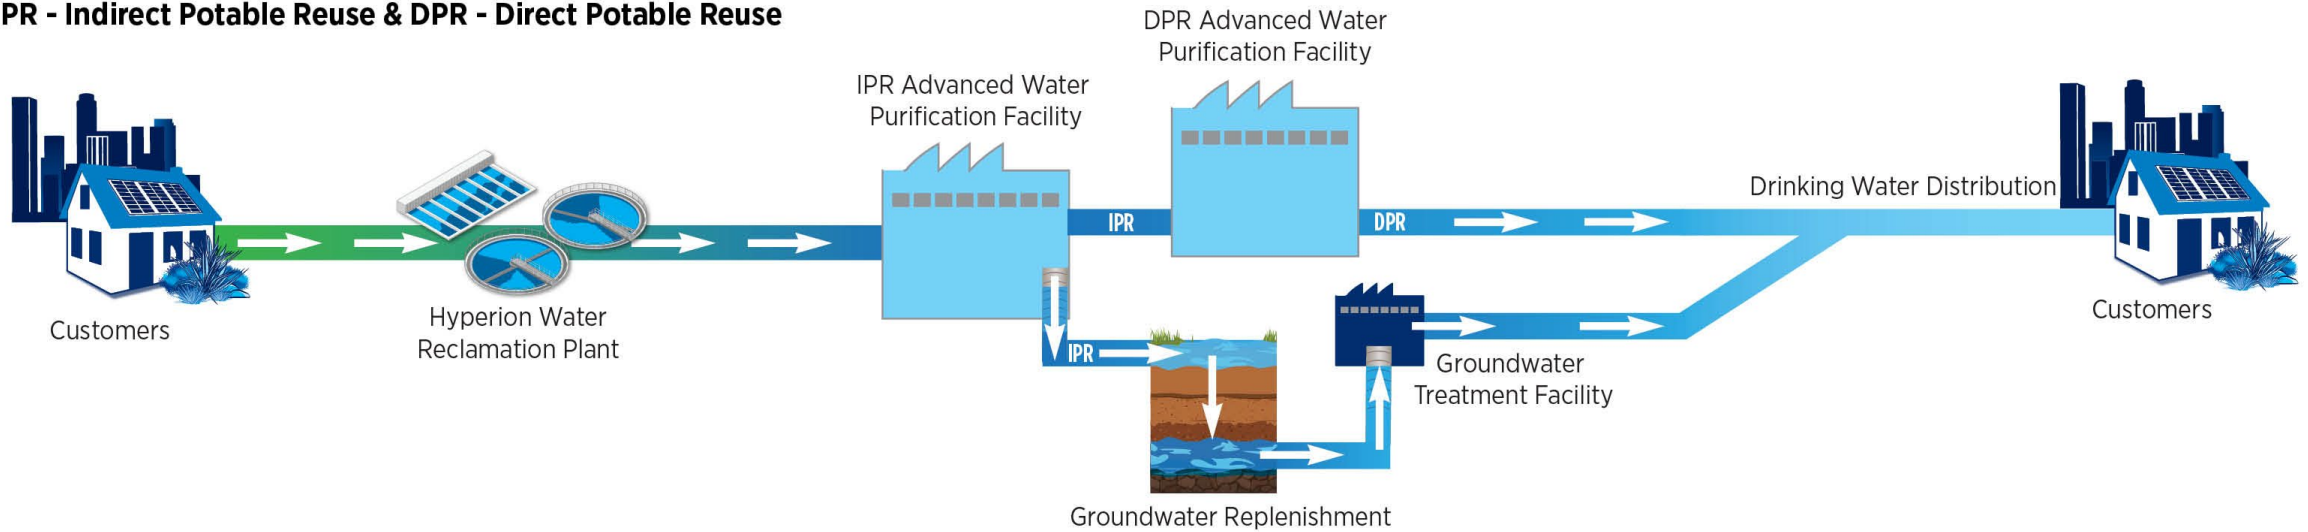 PR - Indirect Potable Reuse & DPR - Direct Potable Reuse
DPR Advanced Water
Purification Facility
IPR Advanced Water
Purification Facility
IPR
DPR
Drinking Water Distribution
Customers
Hyperion Water
Reclamation Plant
IPR
Groundwater
Treatment Facility
Customers
Groundwater Replenishment